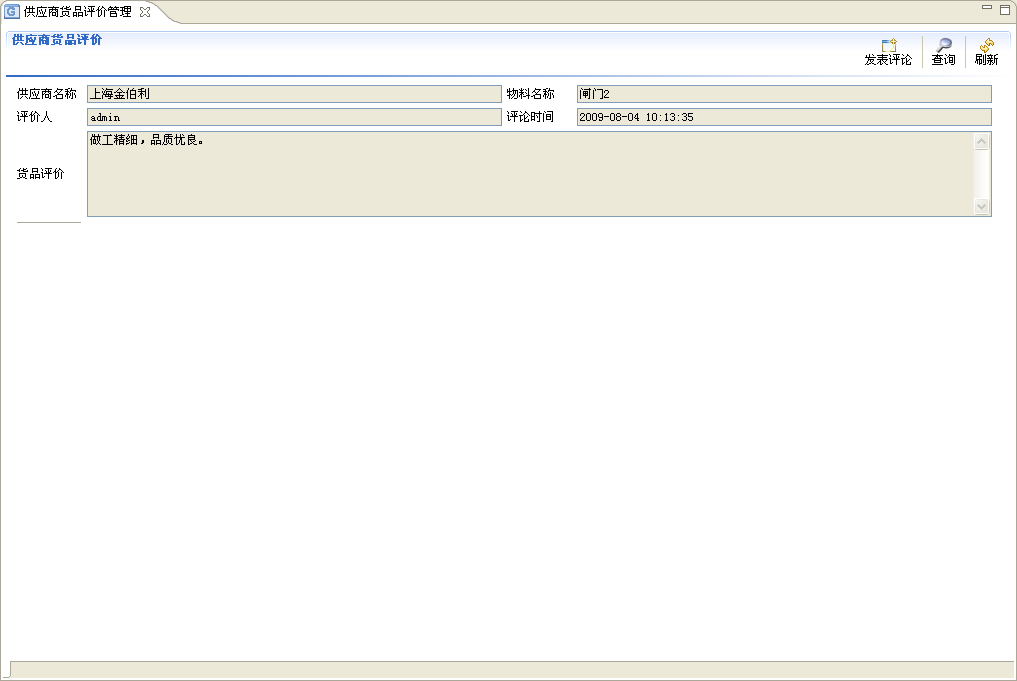 供应商货品评价管理
供应商货品评价
发表评论 查询 刷新
供应商名称 上海金伯利 物料名称 闸门2
评价人 admin 评论时间 2009-08-04 10:13:35
做工精细，品质优良。
货品评价